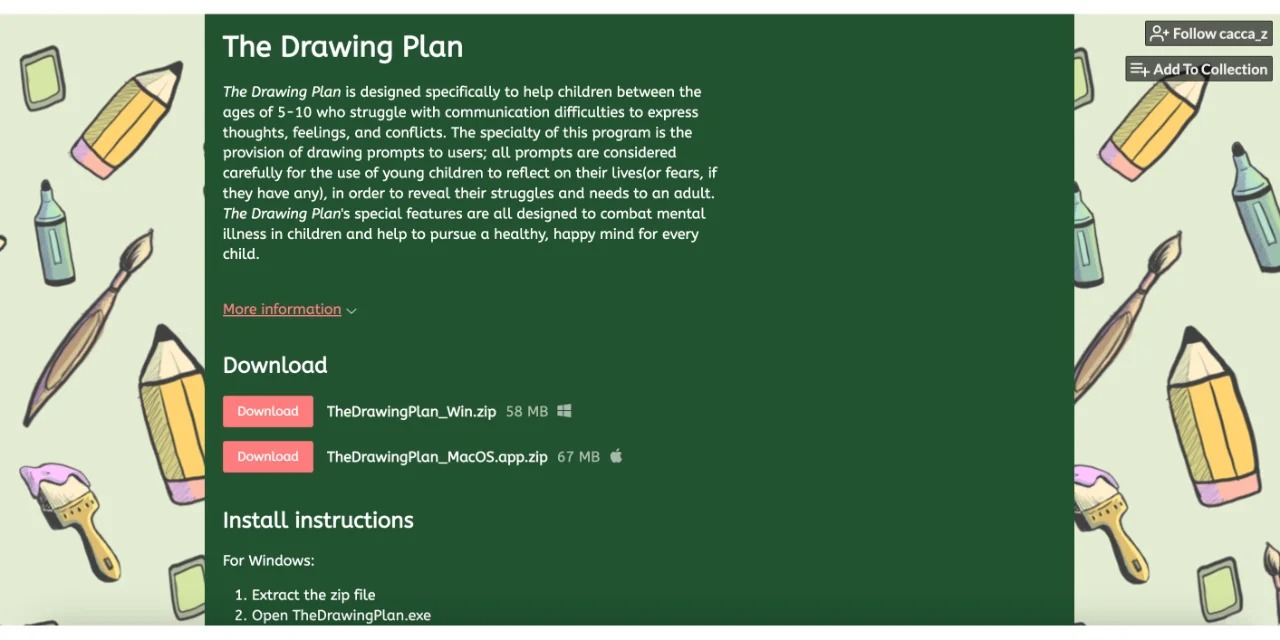 The Drawing Plan
Follow cacca_z
Add To Collection
The Drawing Plan is designed specifically to help children between the
ages of 5-10 who struggle with communication difficulties to express
thoughts, feelings, and conflicts. The specialty of this program is the
provision of drawing prompts to users; all prompts are considered
carefully for the use of young children to reflect on their lives(or fears, if
they have any), in order to reveal their struggles and needs to an adult.
The Drawing Plan's special features are all designed to combat mental
illness in children and help to pursue a healthy, happy mind for every
child.
More information
Download
Download TheDrawingPlan_Win.zip 58 MB
Download TheDrawingPlan_MacOS.app.zip 67 MB
Install instructions
For Windows:
1. Extract the zip file
2. Open TheDrawingPlan.exe